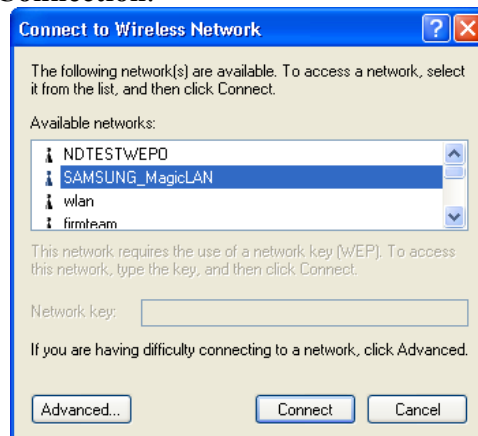 Connect to Wireless Network
The following network(s) are available. To access a network, select
it from the list, and then click Connect.
Available networks:
NDTESTWEP0
SAMSUNG_MagicLAN
wlan
firmteam
This network requires the use of a network key (WEP). To access
this network, type the key, and then click Connect.
Network key:
If you are having difficulty connecting to a network, click Advanced.
Advanced... Connect Cancel